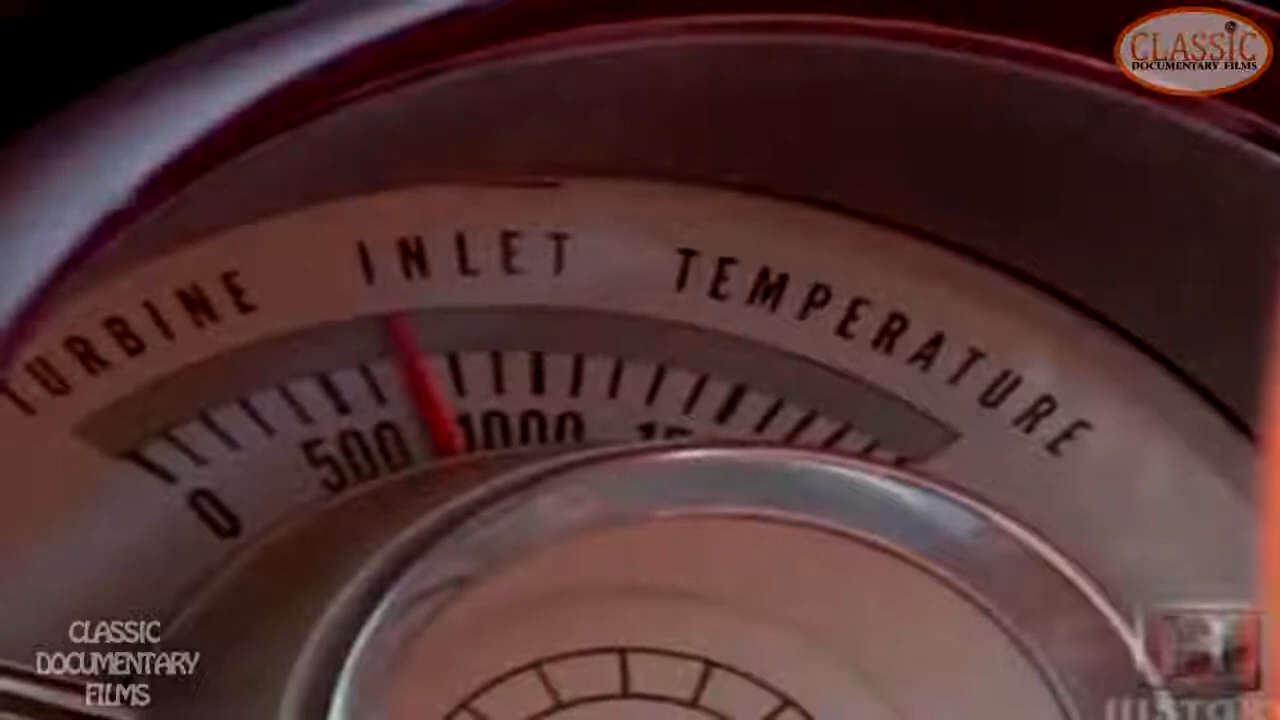 CLASSIC
DOCUMENTARY FILMS
TURBINE INLET TEMPERATURE
0 500 1000
CLASSIC
DOCUMENTARY
FILMS